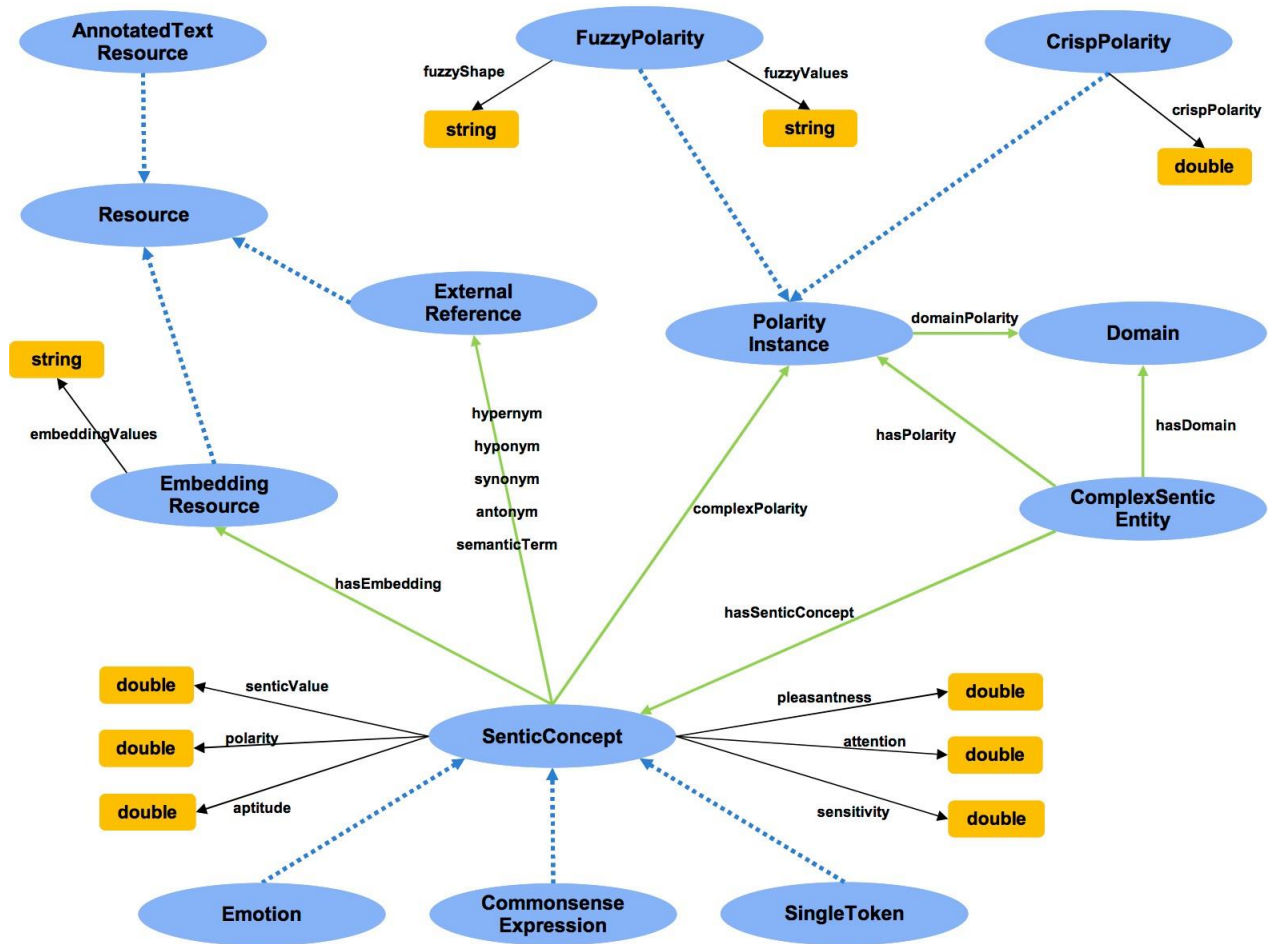 AnnotatedText
Resource
FuzzyPolarity
CrispPolarity
fuzzyShape
fuzzyValues
string
string
crispPolarity
double
Resource
External
Reference
Polarity
Instance
domainPolarity
Domain
string
embeddingValues
hypernym
hyponym
synonym
antonym
semanticTerm
hasPolarity
hasDomain
Embedding
Resource
complexPolarity
ComplexSentic
Entity
hasEmbedding
hasSenticConcept
double
senticValue
pleasantness
double
double
polarity
SenticConcept
attention
double
double
aptitude
sensitivity
double
Emotion
Commonsense
Expression
SingleToken